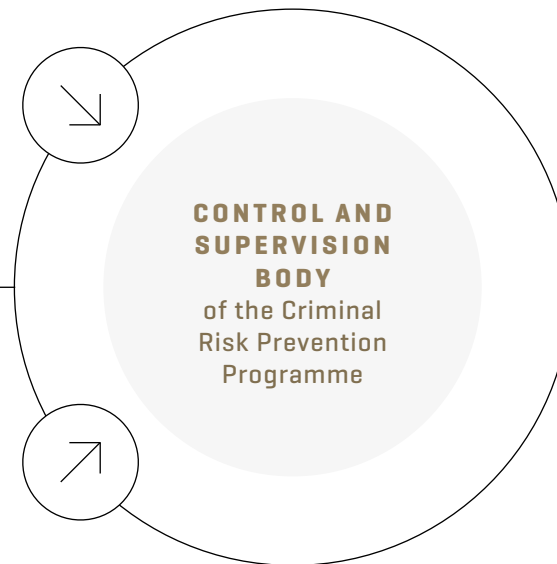 CONTROL AND
SUPERVISION
BODY
of the Criminal
Risk Prevention
Programme